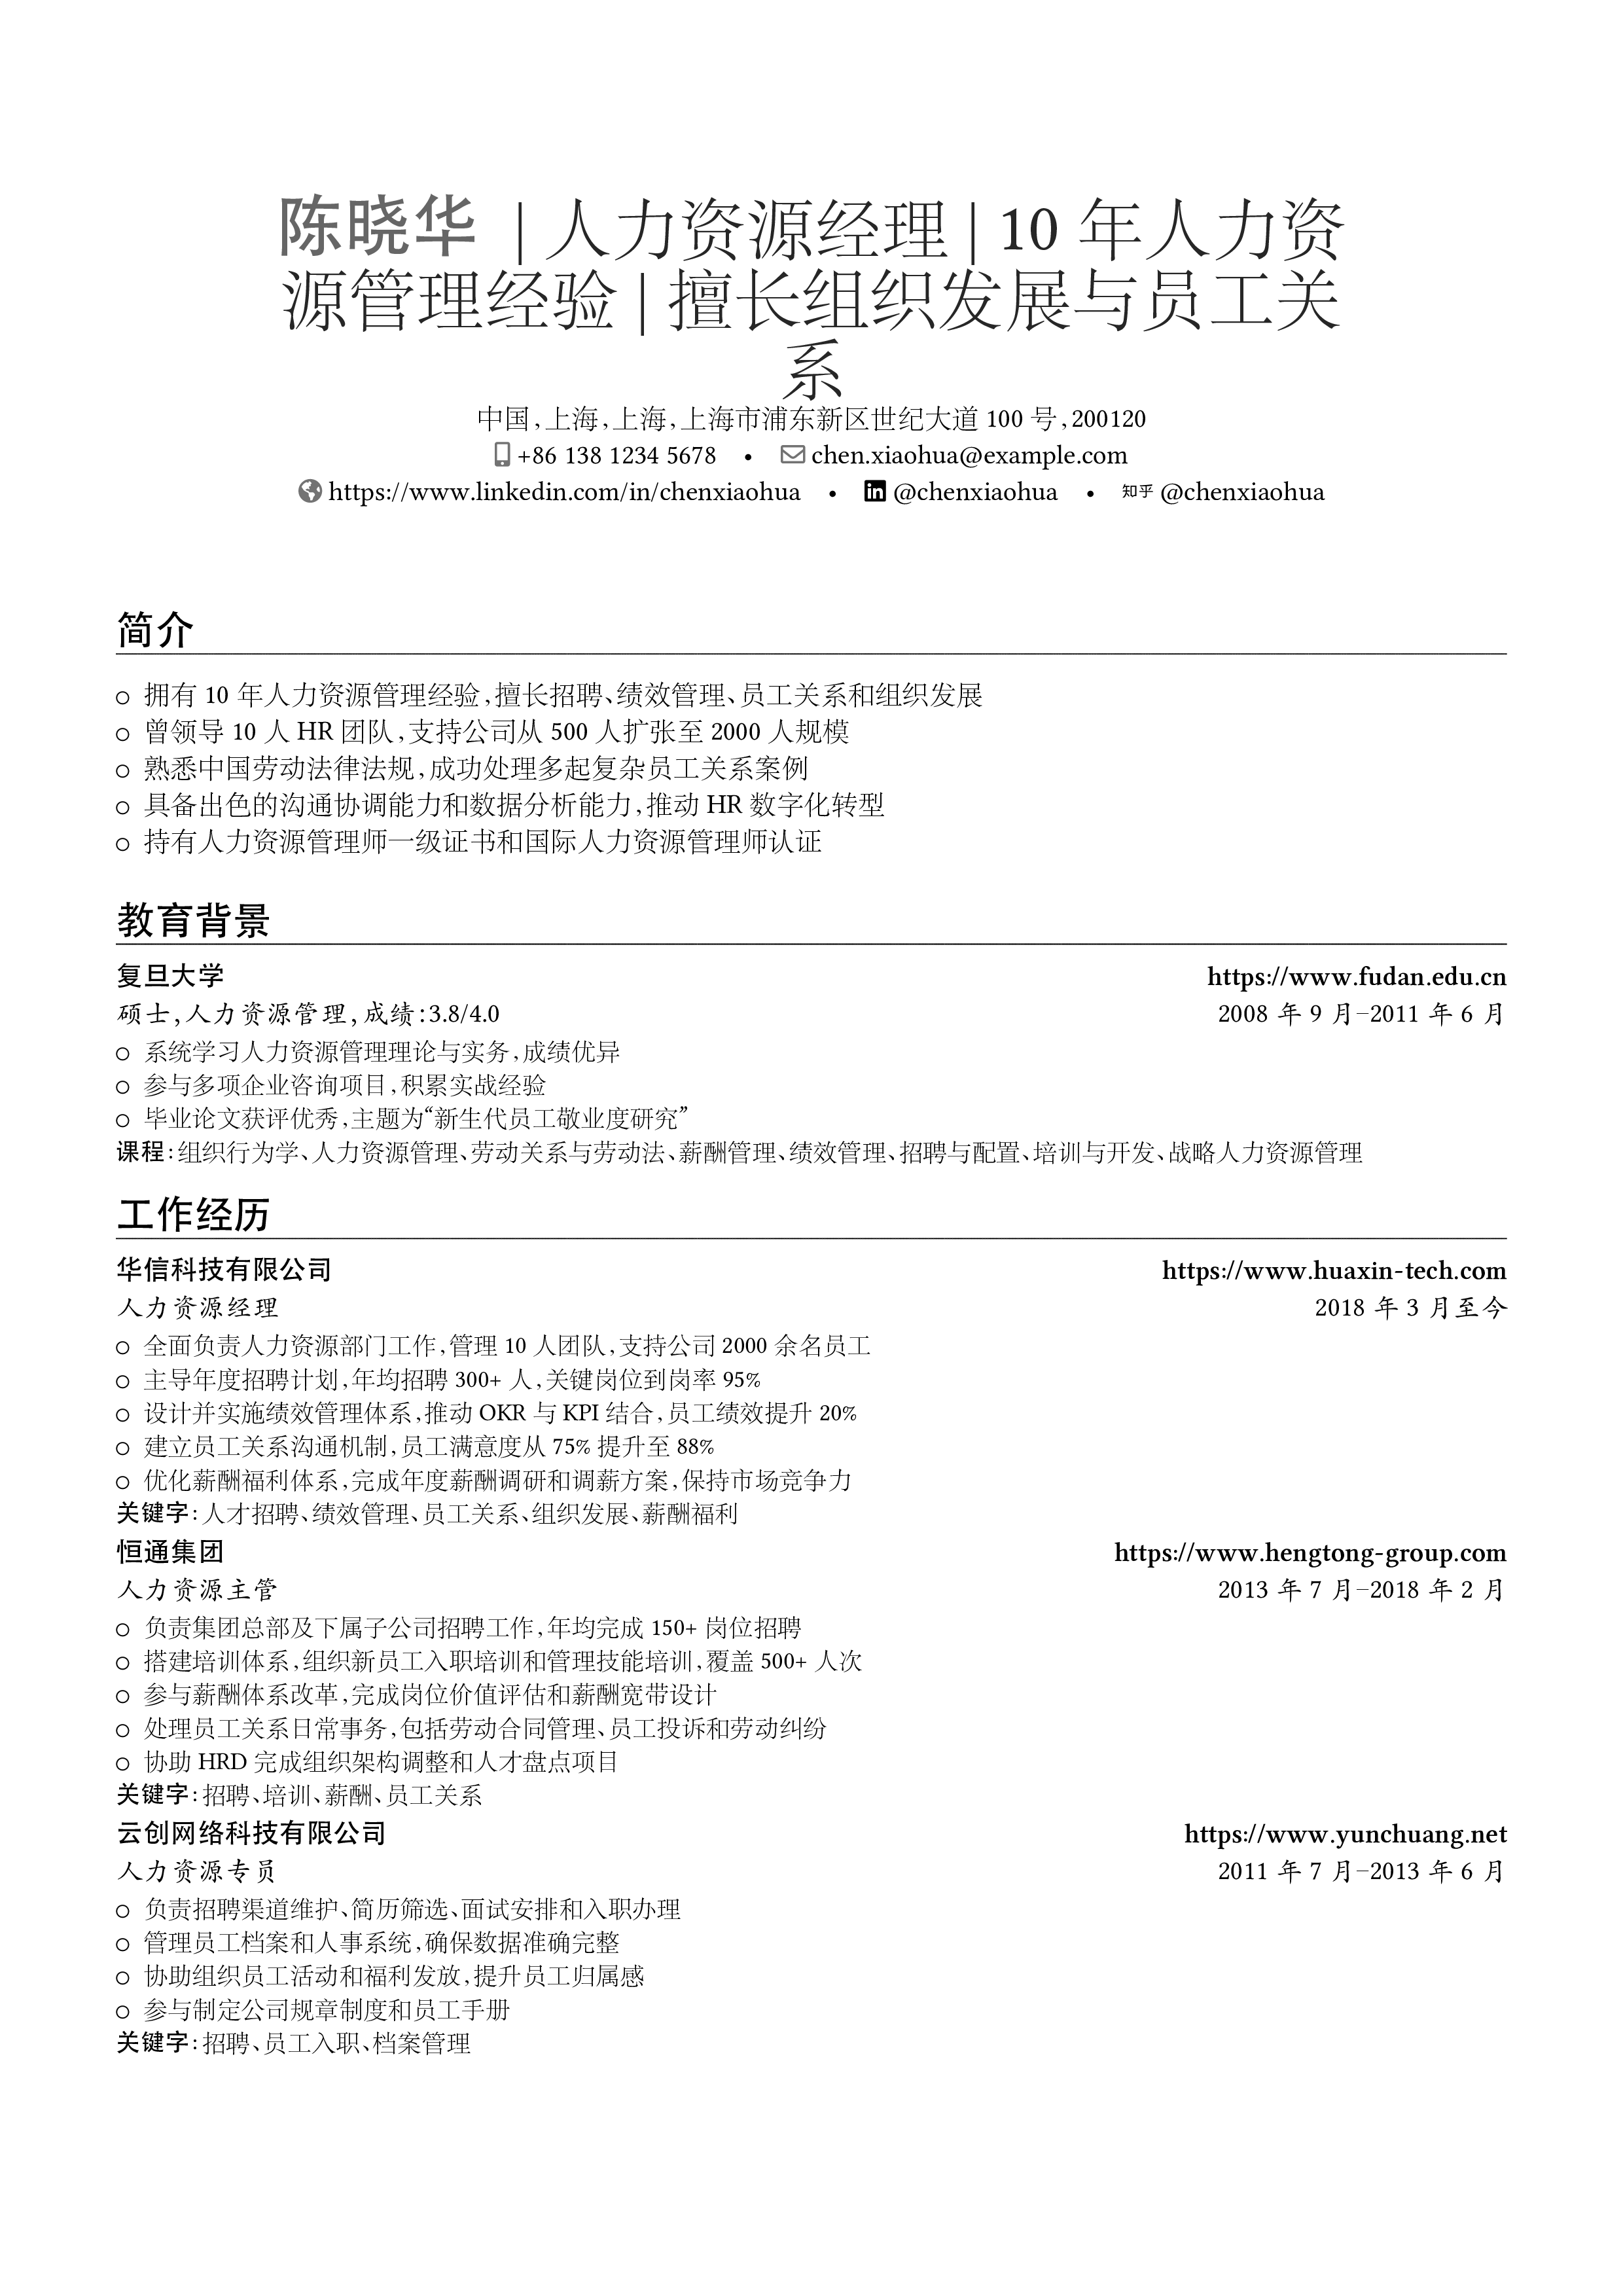 陈晓华 | 人力资源经理 | 10 年人力资
源管理经验 | 擅长组织发展与员工关
系
中国,上海,上海,上海市浦东新区世纪大道 100 号,200120
+86 138 1234 5678 • chen.xiaohua@example.com
https://www.linkedin.com/in/chenxiaohua • in @chenxiaohua • 知乎 @chenxiaohua
简介
拥有 10 年人力资源管理经验,擅长招聘、绩效管理、员工关系和组织发展
曾领导 10 人 HR 团队,支持公司从 500 人扩张至 2000 人规模
熟悉中国劳动法律法规,成功处理多起复杂员工关系案例
具备出色的沟通协调能力和数据分析能力,推动 HR 数字化转型
持有人力资源管理师一级证书和国际人力资源管理师认证
教育背景
复旦大学 https://www.fudan.edu.cn
硕士,人力资源管理,成绩:3.8/4.0 2008 年 9 月–2011 年 6 月
系统学习人力资源管理理论与实务,成绩优异
参与多项企业咨询项目,积累实战经验
毕业论文获评优秀,主题为“新生代员工敬业度研究”
课程:组织行为学、人力资源管理、劳动关系与劳动法、薪酬管理、绩效管理、招聘与配置、培训与开发、战略人力资源管理
工作经历
华信科技有限公司 https://www.huaxin-tech.com
人力资源经理 2018 年 3 月至今
全面负责人力资源部门工作,管理 10 人团队,支持公司 2000 余名员工
主导年度招聘计划,年均招聘 300+ 人,关键岗位到岗率 95%
设计并实施绩效管理体系,推动 OKR 与 KPI 结合,员工绩效提升 20%
建立员工关系沟通机制,员工满意度从 75% 提升至 88%
优化薪酬福利体系,完成年度薪酬调研和调薪方案,保持市场竞争力
关键字:人才招聘、绩效管理、员工关系、组织发展、薪酬福利
恒通集团 https://www.hengtong-group.com
人力资源主管 2013 年 7 月–2018 年 2 月
负责集团总部及下属子公司招聘工作,年均完成 150+ 岗位招聘
搭建培训体系,组织新员工入职培训和管理技能培训,覆盖 500+ 人次
参与薪酬体系改革,完成岗位价值评估和薪酬宽带设计
处理员工关系日常事务,包括劳动合同管理、员工投诉和劳动纠纷
协助 HRD 完成组织架构调整和人才盘点项目
关键字:招聘、培训、薪酬、员工关系
云创网络科技有限公司 https://www.yunchuang.net
人力资源专员 2011 年 7 月–2013 年 6 月
负责招聘渠道维护、简历筛选、面试安排和入职办理
管理员工档案和人事系统,确保数据准确完整
协助组织员工活动和福利发放,提升员工归属感
参与制定公司规章制度和员工手册
关键字:招聘、员工入职、档案管理